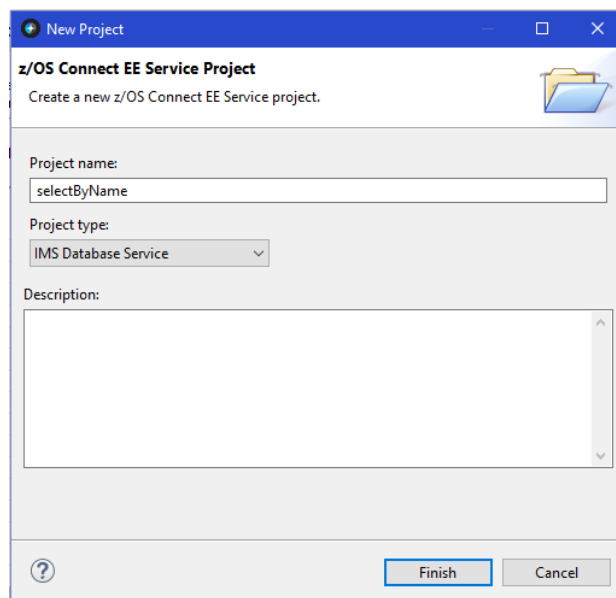 New Project
z/OS Connect EE Service Project
Create a new z/OS Connect EE Service project.
Project name:
selectByName
Project type:
IMS Database Service
Description:
?
Finish
Cancel